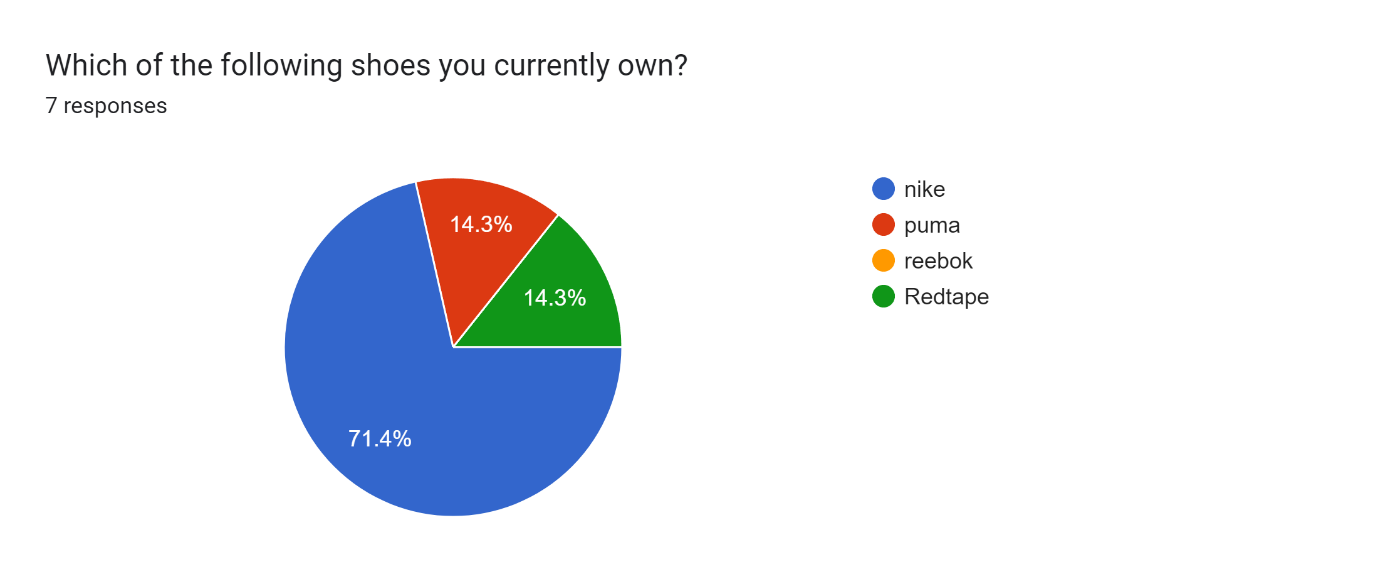 Which of the following shoes you currently own?
7 responses
14.3%
14.3%
71.4%
nike
puma
reebok
Redtape